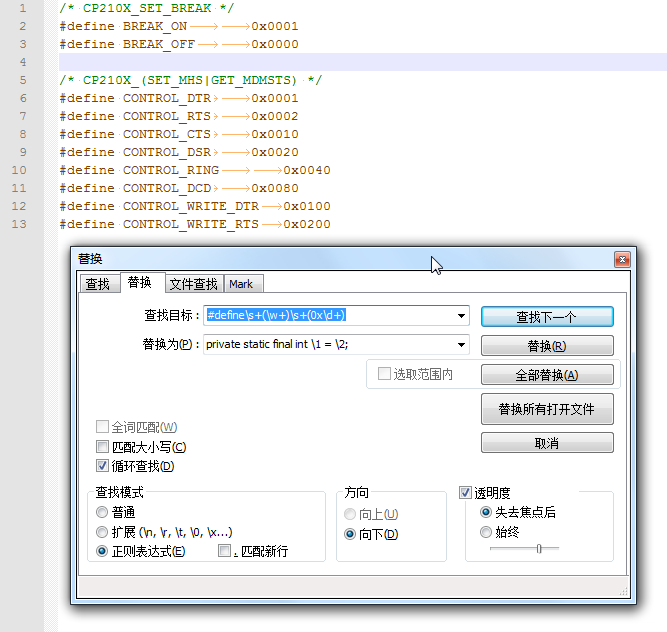 1 /* CP210X_SET_BREAK */
2 #define BREAK_ON 0x0001
3 #define BREAK_OFF 0x0000
4
5 /* CP210X_(SET_MHS|GET_MDMSTS) */
6 #define CONTROL_DTR 0x0001
7 #define CONTROL_RTS 0x0002
8 #define CONTROL_CTS 0x0010
9 #define CONTROL_DSR 0x0020
10 #define CONTROL_RING 0x0040
11 #define CONTROL_DCD 0x0080
12 #define CONTROL_WRITE_DTR 0x0100
13 #define CONTROL_WRITE_RTS 0x0200
替换
查找 替换 文件查找 Mark
查找目标: #define\s+(\w+)\s+(0x\d+) 查找下一个
替换为(P): private static final int \1 = \2; 替换(R)
选取范围内 全部替换(A)
替换所有打开文件
全词匹配(W) 取消
匹配大小写(C)
循环查找(D)
查找模式 方向 透明度
普通 向上(U) 失去焦点后
扩展 (\n, \r, \t, \0, \x...) 向下(D) 始终
正则表达式(E) . 匹配新行